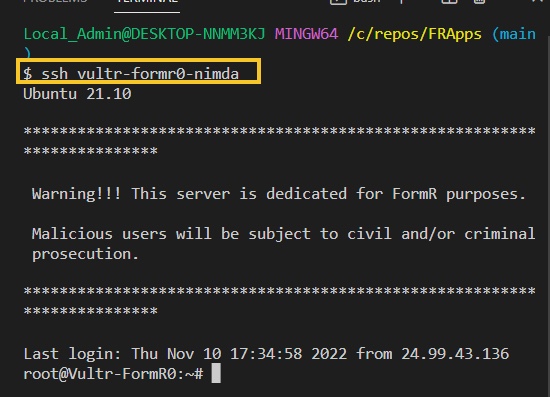 TERMINAL
bash
Local_Admin@DESKTOP-NNMM3KJ MINGW64 /c/repos/FRApps (main
)
$ ssh vultr-formr0-nimda
Ubuntu 21.10
*********************************************************
***************
Warning!!! This server is dedicated for FormR purposes.
Malicious users will be subject to civil and/or criminal
prosecution.
*********************************************************
***************
Last login: Thu Nov 10 17:34:58 2022 from 24.99.43.136
root@Vultr-FormR0:~#